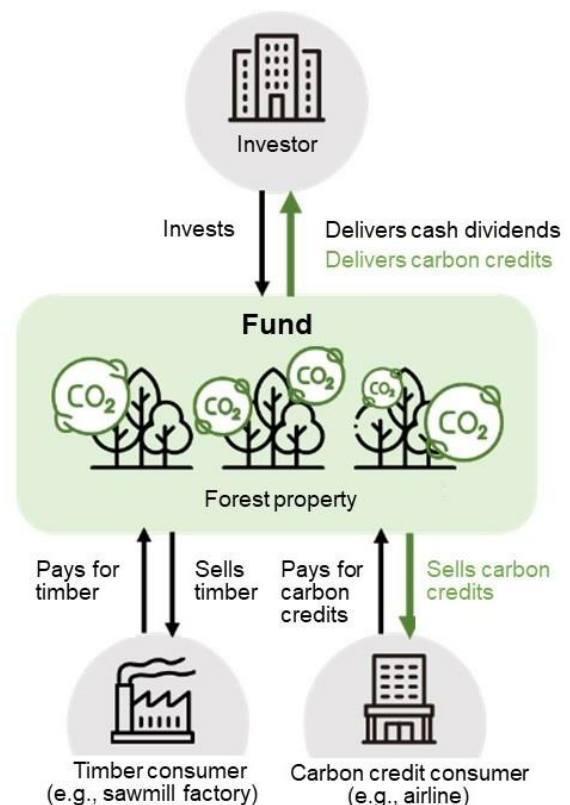 Investor
Invests
Delivers cash dividends
Delivers carbon credits
Fund
CO2
CO2
CO2
CO2
CO2
Forest property
Pays for
timber
Sells
timber
Pays for
carbon
credits
Sells carbon
credits
Timber consumer
(e.g., sawmill factory)
Carbon credit consumer
(e.g., airline)